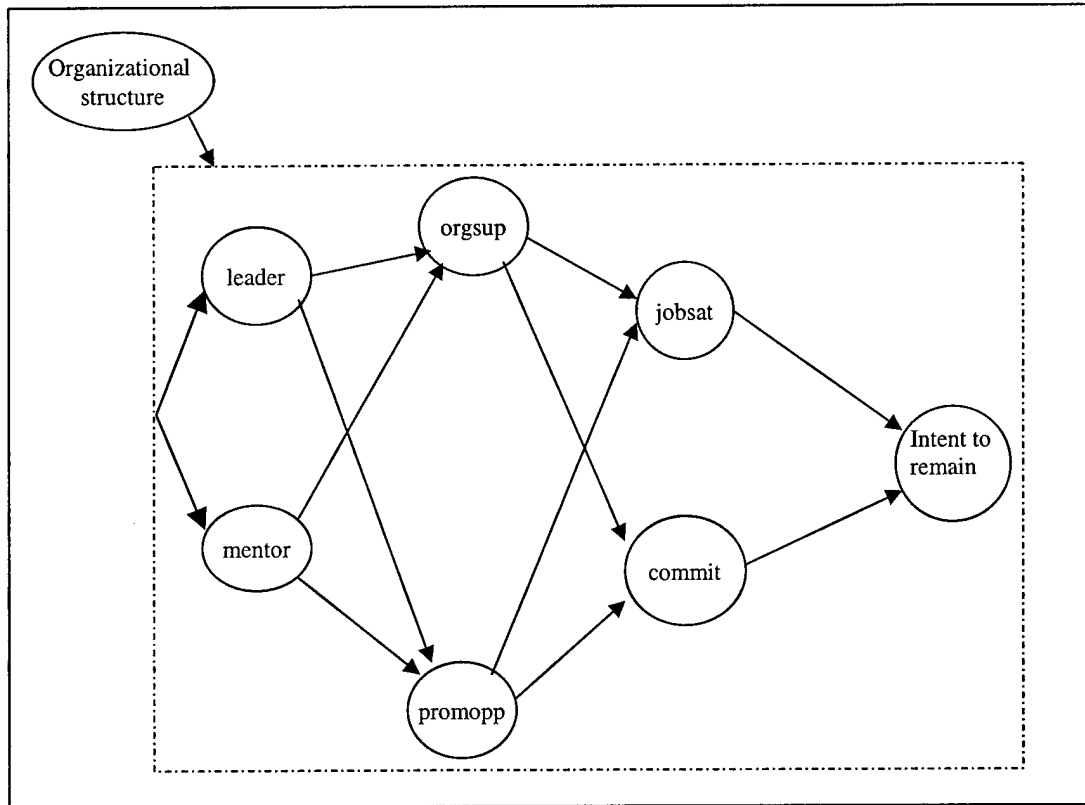 Organizational
structure
orgsup
leader
jobsat
Intent to
remain
mentor
commit
promopp